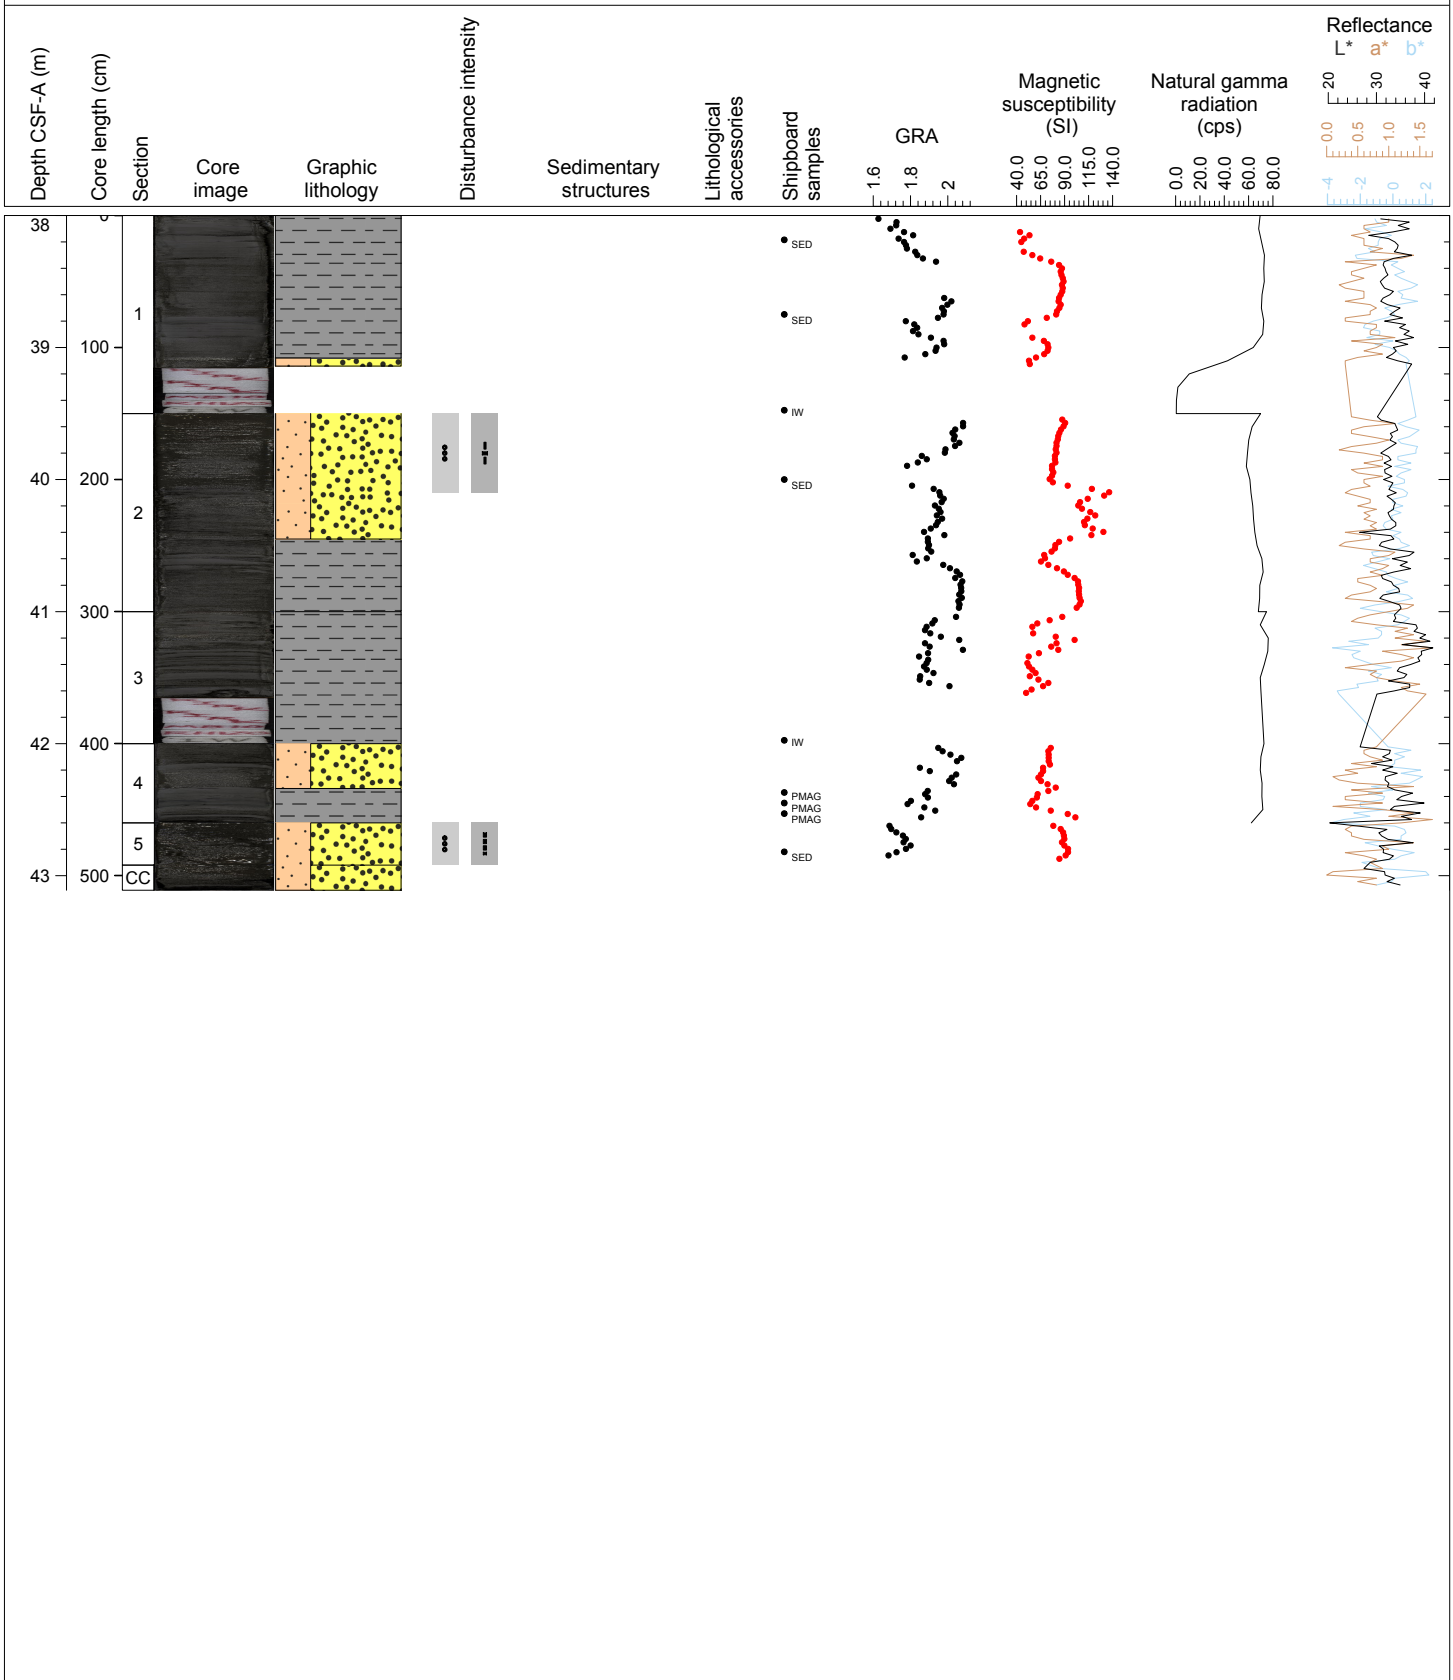 Depth CSF-A (m)
Core length (cm)
Section
Core
image
Graphic
lithology
Disturbance intensity
Sedimentary
structures
Lithological
accessories
Shipboard
samples
GRA
1.6
1.8
2
Magnetic
susceptibility
(SI)
40.0
65.0
90.0
115.0
140.0
Natural gamma
radiation
(cps)
0.0
20.0
40.0
60.0
80.0
Reflectance
L* a* b*
20
30
40
0.0
0.5
1.0
1.5
-4
-2
0
2
38
39
40
41
42
43
0
100
200
300
400
500
1
2
3
4
5
CC
SED
SED
IW
SED
IW
PMAG
PMAG
PMAG
SED